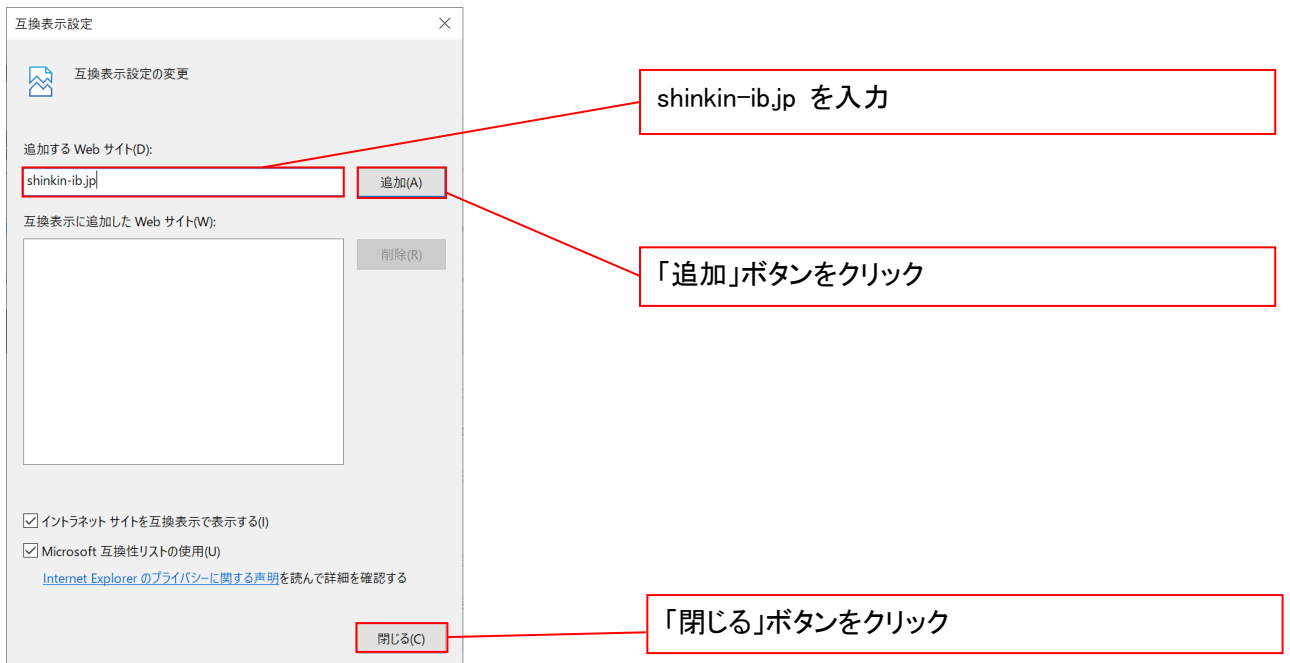 互換表示設定
互換表示設定の変更
追加する Web サイト(D):
shinkin-ib.jp
追加(A)
互換表示に追加した Web サイト(W):
削除(R)
イントラネット サイトを互換表示で表示する(I)
Microsoft 互換性リストの使用(U)
Internet Explorer のプライバシーに関する声明を読んで詳細を確認する
閉じる(C)
shinkin-ib.jp を入力
「追加」ボタンをクリック
「閉じる」ボタンをクリック